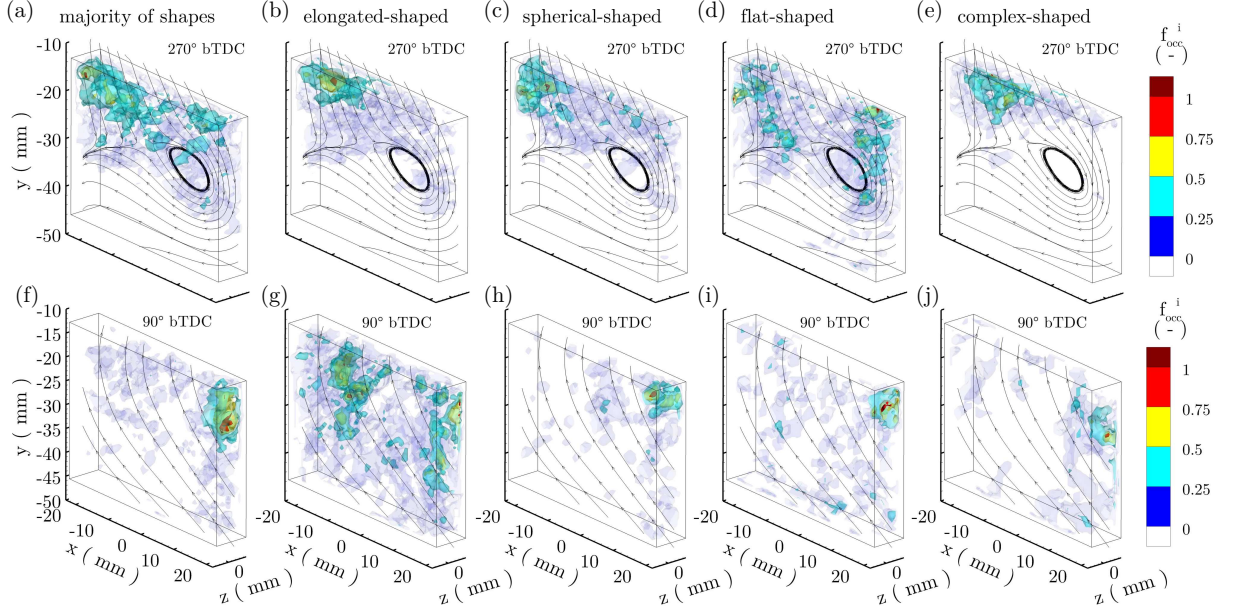 (a) majority of shapes (b) elongated-shaped (c) spherical-shaped (d) flat-shaped (e) complex-shaped
270° bTDC 270° bTDC 270° bTDC 270° bTDC 270° bTDC
f_occ^i
( - )
-10
-20
-30
-40
-50
y ( mm )
1
0.75
0.5
0.25
0
(f) (g) (h) (i) (j)
90° bTDC 90° bTDC 90° bTDC 90° bTDC 90° bTDC
f_occ^i
( - )
-10
-15
-20
-25
-30
-35
-40
-45
-50
y ( mm )
1
0.75
0.5
0.25
0
-20 -10 0 10 20
x ( mm )
0
z ( mm )
-20 -10 0 10 20
x ( mm )
0
z ( mm )
-20 -10 0 10 20
x ( mm )
0
z ( mm )
-20 -10 0 10 20
x ( mm )
0
z ( mm )
-20 -10 0 10 20
x ( mm )
0
z ( mm )